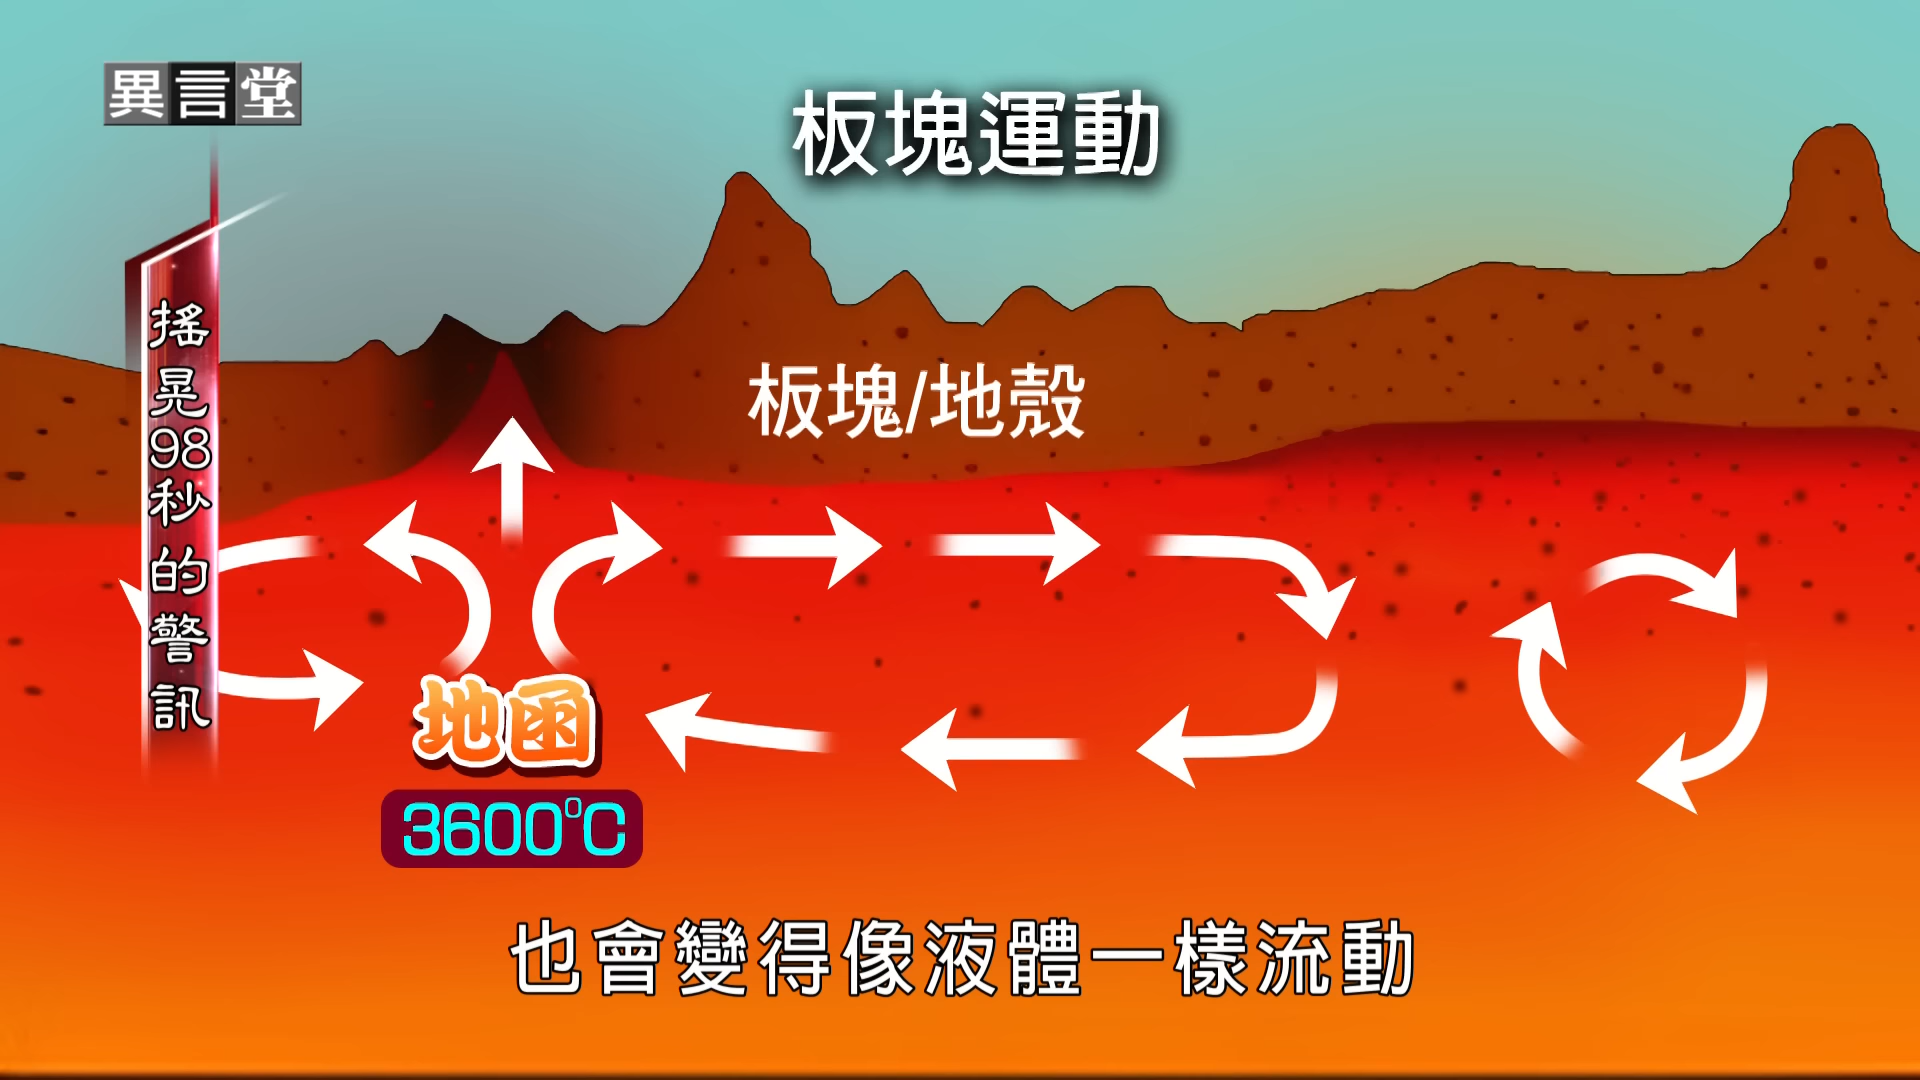 異言堂
板塊運動
搖晃98秒的警訊
板塊/地殼
地函
3600°C
也會變得像液體一樣流動